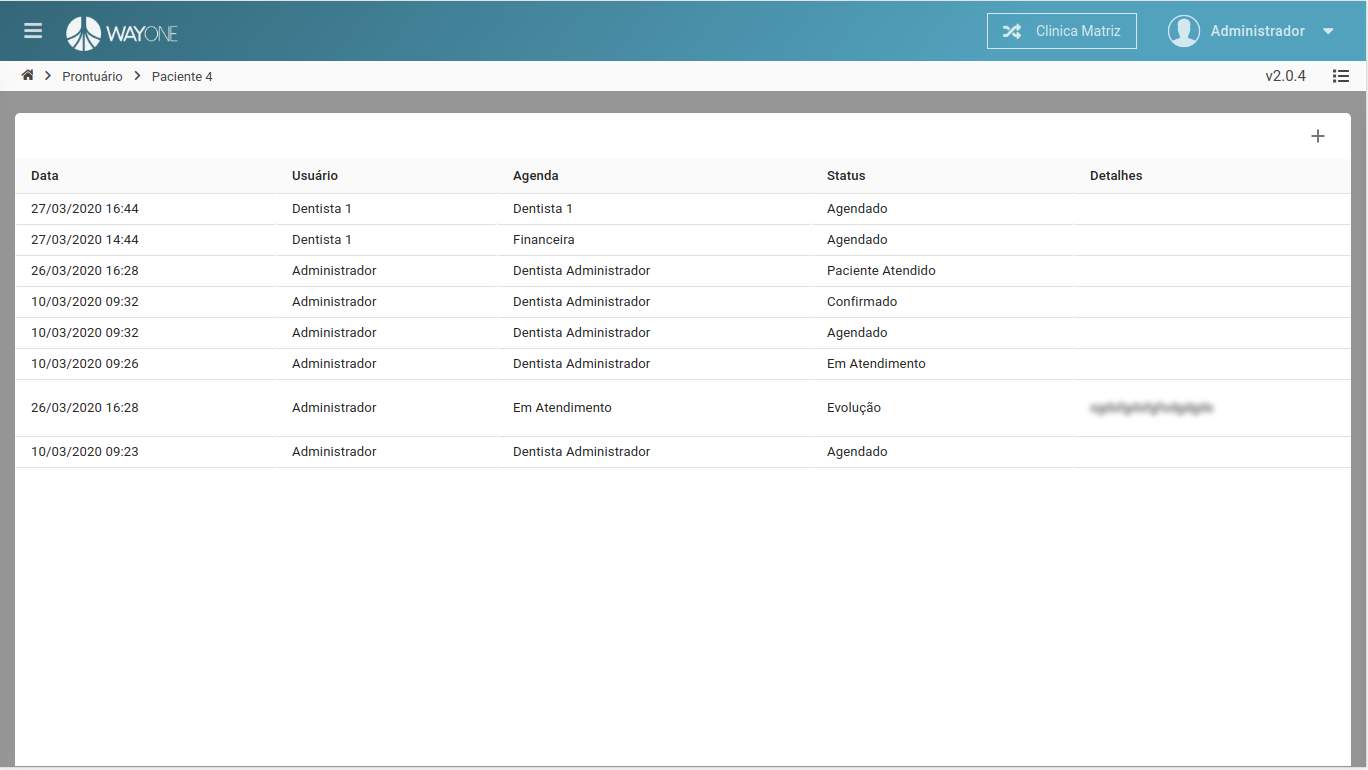 WAYONE Clinica Matriz Administrador
Prontuário Paciente 4 v2.0.4
Data Usuário Agenda Status Detalhes
27/03/2020 16:44 Dentista 1 Dentista 1 Agendado
27/03/2020 14:44 Dentista 1 Financeira Agendado
26/03/2020 16:28 Administrador Dentista Administrador Paciente Atendido
10/03/2020 09:32 Administrador Dentista Administrador Confirmado
10/03/2020 09:32 Administrador Dentista Administrador Agendado
10/03/2020 09:26 Administrador Dentista Administrador Em Atendimento
26/03/2020 16:28 Administrador Em Atendimento Evolução
10/03/2020 09:23 Administrador Dentista Administrador Agendado